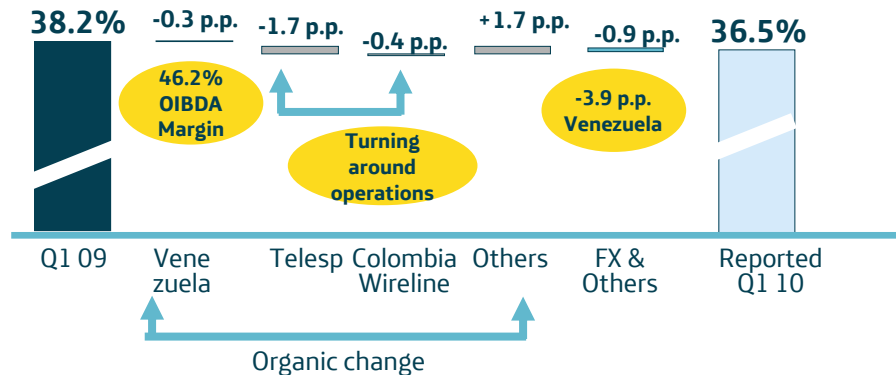 38.2%
-0.3 p.p.
-1.7 p.p.
-0.4 p.p.
+1.7 p.p.
-0.9 p.p.
36.5%
46.2%
OIBDA
Margin
-3.9 p.p.
Venezuela
Turning
around
operations
Q1 09
Vene
zuela
Telesp
Colombia
Wireline
Others
FX &
Others
Reported
Q1 10
Organic change